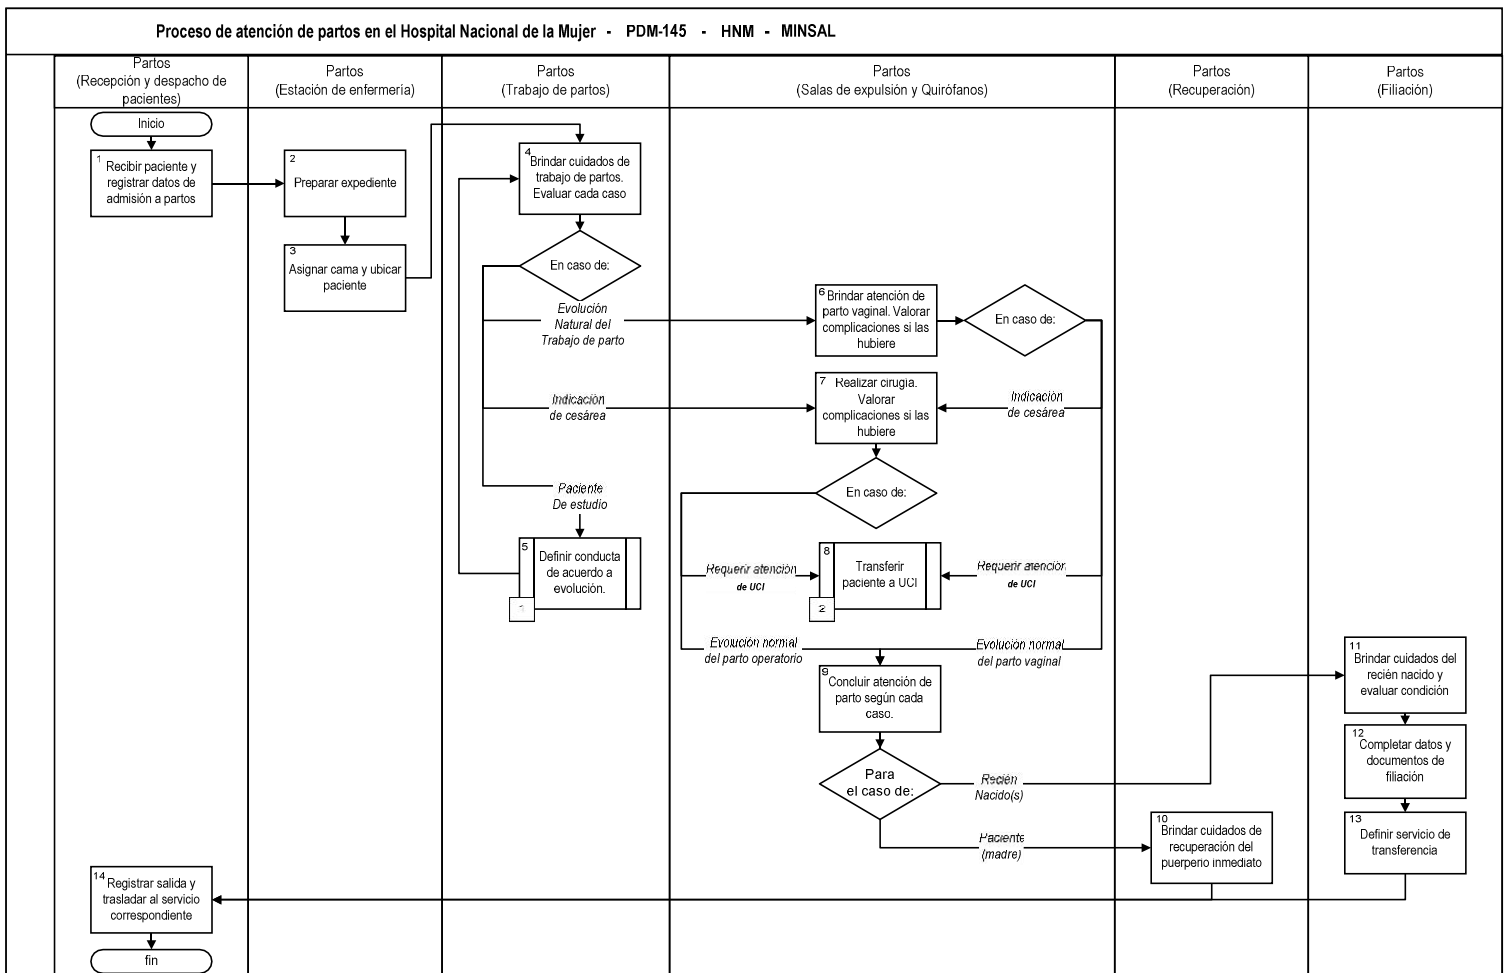 Proceso de atención de partos en el Hospital Nacional de la Mujer - PDM-145 - HNM - MINSAL
Partos
(Recepción y despacho de
pacientes)
Partos
(Estación de enfermería)
Partos
(Trabajo de partos)
Partos
(Salas de expulsión y Quirófanos)
Partos
(Recuperación)
Partos
(Filiación)
Inicio
1
Recibir paciente y
registrar datos de
admisión a partos
2
Preparar expediente
3
Asignar cama y ubicar
paciente
4
Brindar cuidados de
trabajo de partos.
Evaluar cada caso
En caso de:
Evolución
Natural del
Trabajo de parto
Indicación
de cesárea
Paciente
De estudio
5
Definir conducta
de acuerdo a
evolución.
1
6
Brindar atención de
parto vaginal. Valorar
complicaciones si las
hubiere
En caso de:
7
Realizar cirugía.
Valorar
complicaciones si las
hubiere
Indicación
de cesárea
En caso de:
Requerir atención
de UCI
8
Transferir
paciente a UCI
2
Requerir atención
de UCI
Evolución normal
del parto operatorio
Evolución normal
del parto vaginal
9
Concluir atención de
parto según cada
caso.
Para
el caso de:
Recién
Nacido(s)
Paciente
(madre)
10
Brindar cuidados de
recuperación del
puerperio inmediato
11
Brindar cuidados del
recién nacido y
evaluar condición
12
Completar datos y
documentos de
filiación
13
Definir servicio de
transferencia
14
Registrar salida y
trasladar al servicio
correspondiente
fin